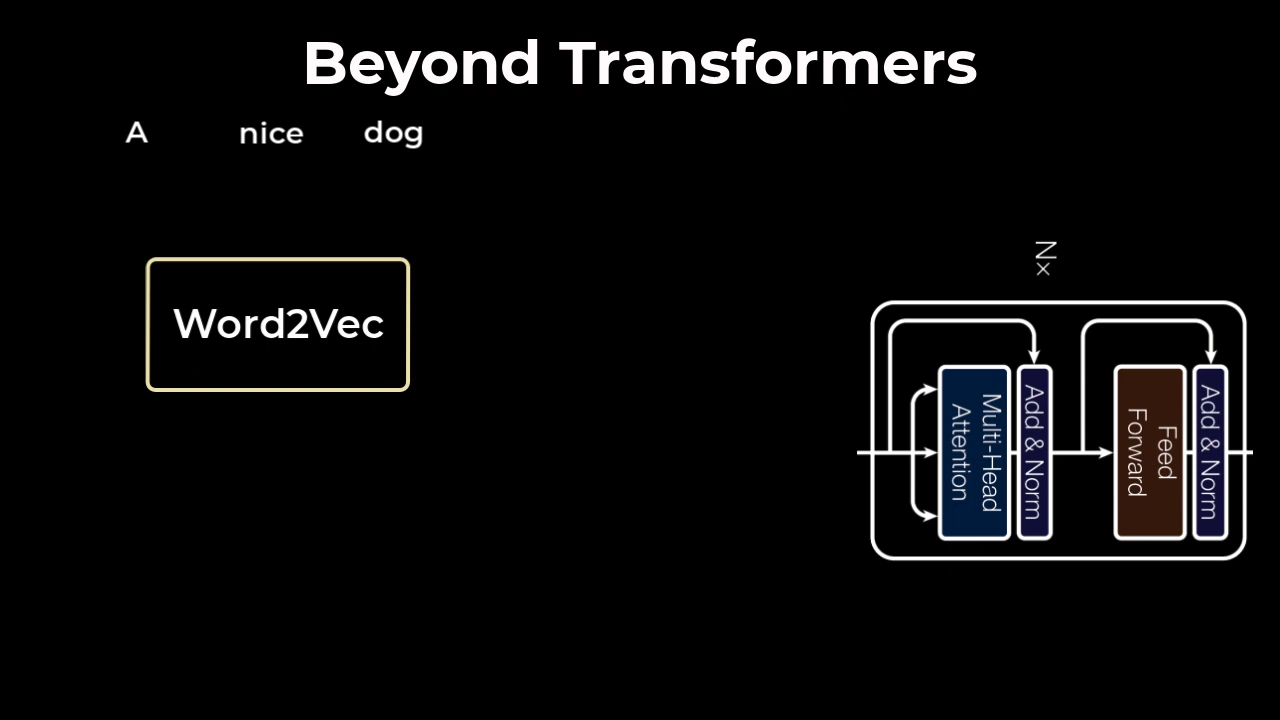 Beyond Transformers
A nice dog
Word2Vec
N×
Multi-Head
Attention
Add & Norm
Feed
Forward
Add & Norm